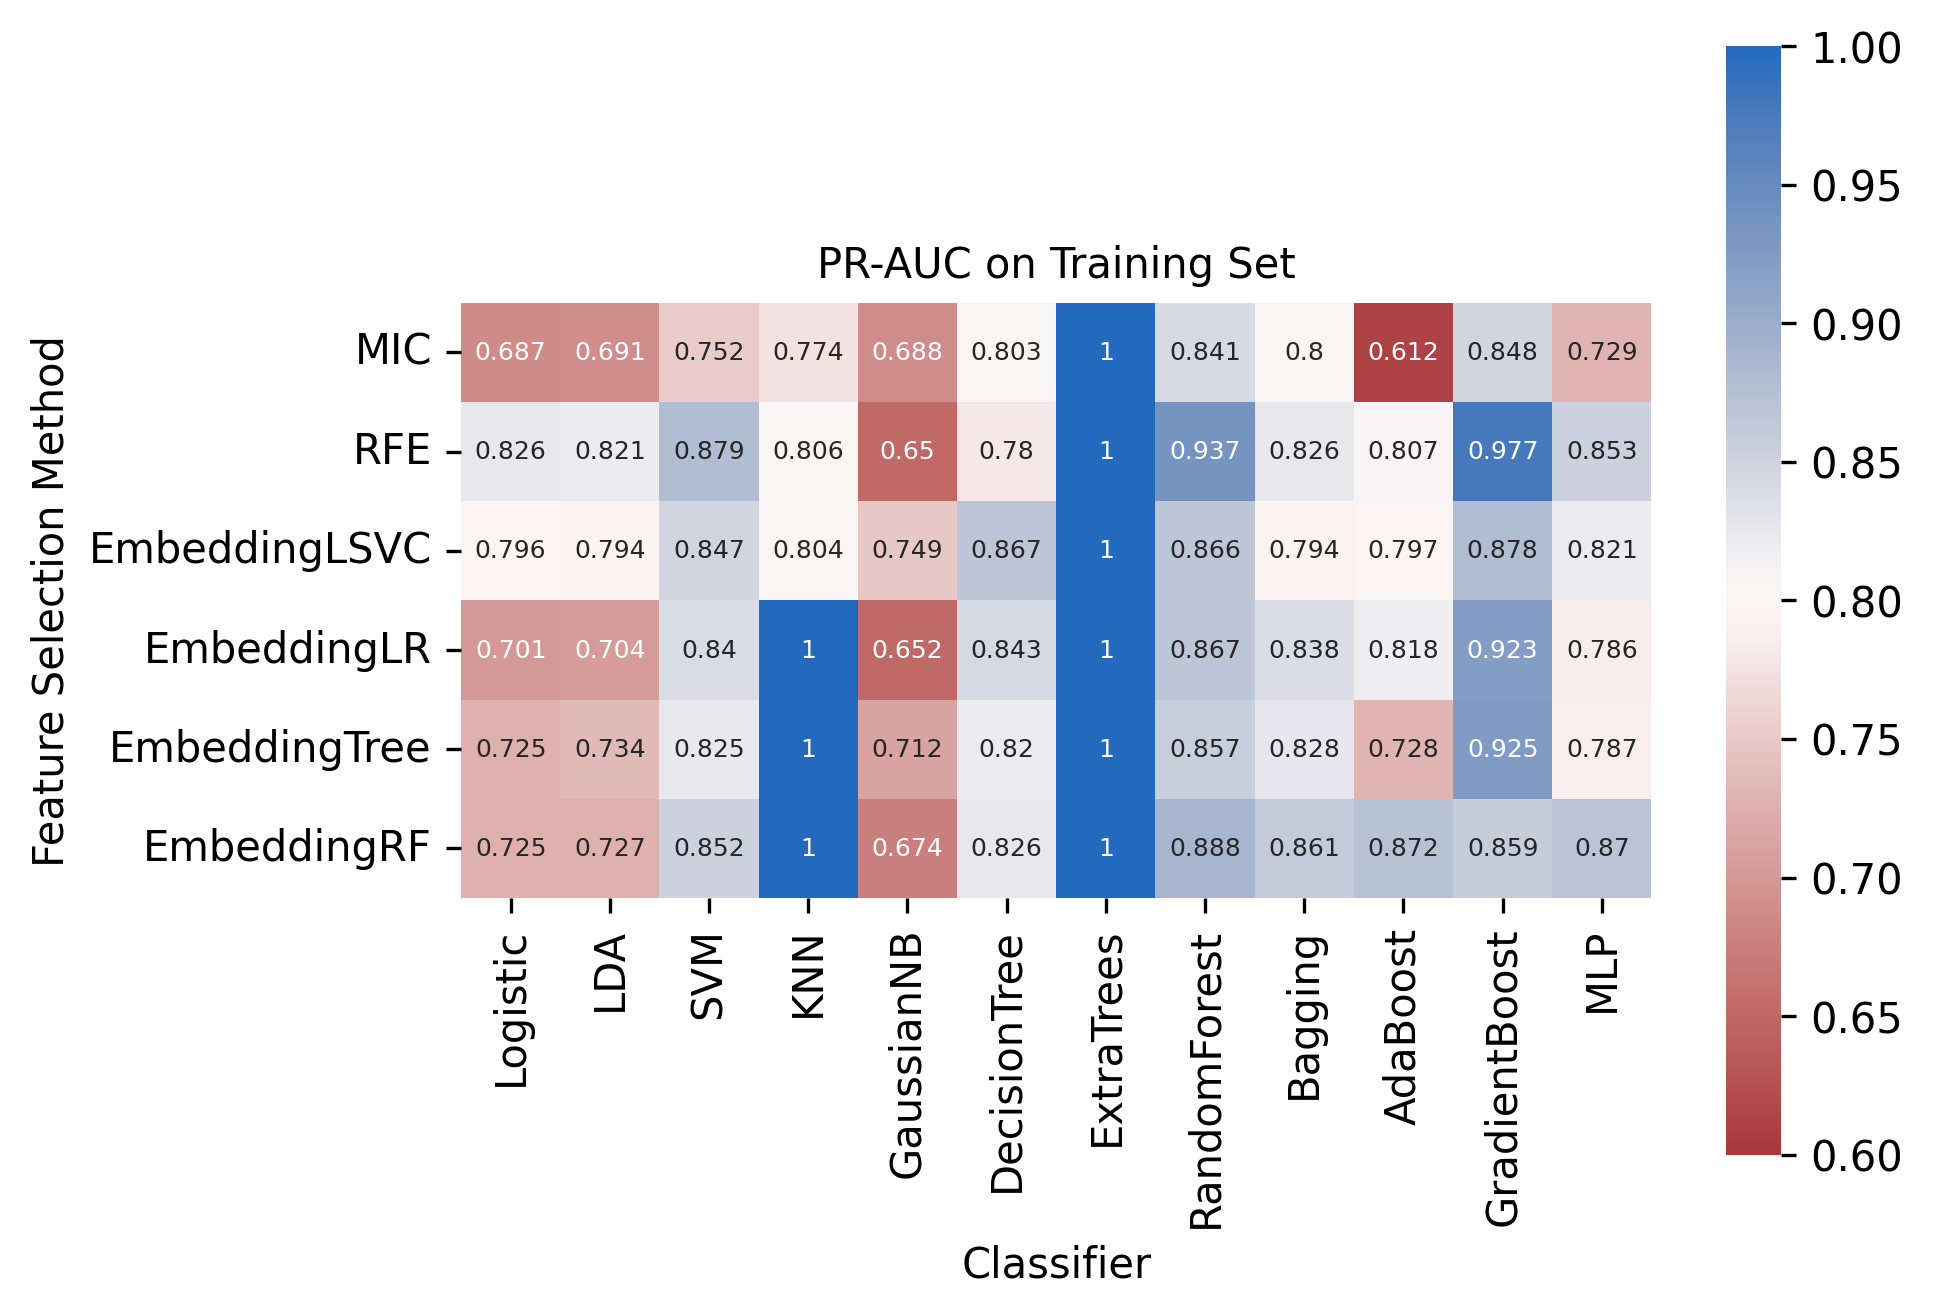 PR-AUC on Training Set
Feature Selection Method
MIC 0.687 0.691 0.752 0.774 0.688 0.803 1 0.841 0.8 0.612 0.848 0.729
RFE 0.826 0.821 0.879 0.806 0.65 0.78 1 0.937 0.826 0.807 0.977 0.853
EmbeddingLSVC 0.796 0.794 0.847 0.804 0.749 0.867 1 0.866 0.794 0.797 0.878 0.821
EmbeddingLR 0.701 0.704 0.84 1 0.652 0.843 1 0.867 0.838 0.818 0.923 0.786
EmbeddingTree 0.725 0.734 0.825 1 0.712 0.82 1 0.857 0.828 0.728 0.925 0.787
EmbeddingRF 0.725 0.727 0.852 1 0.674 0.826 1 0.888 0.861 0.872 0.859 0.87
Logistic
LDA
SVM
KNN
GaussianNB
DecisionTree
ExtraTrees
RandomForest
Bagging
AdaBoost
GradientBoost
MLP
Classifier
1.00
0.95
0.90
0.85
0.80
0.75
0.70
0.65
0.60